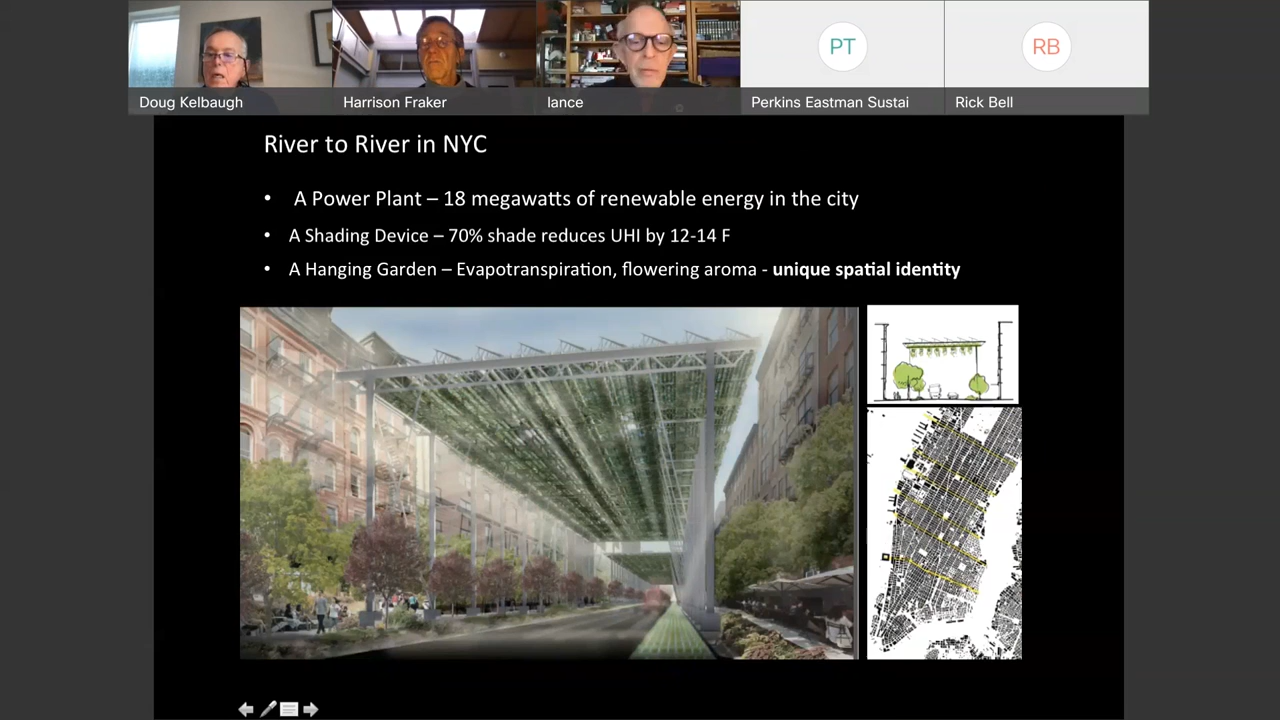 PT
RB
Doug Kelbaugh
Harrison Fraker
lance
Perkins Eastman Sustai
Rick Bell
River to River in NYC
• A Power Plant – 18 megawatts of renewable energy in the city
• A Shading Device – 70% shade reduces UHI by 12-14 F
• A Hanging Garden – Evapotranspiration, flowering aroma - unique spatial identity